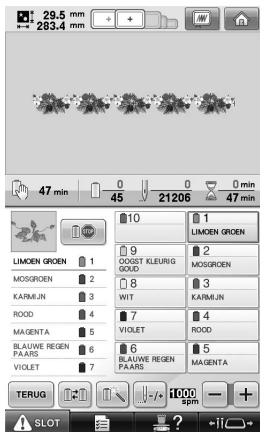 29.5 mm
283.4 mm
47 min
0
45
0
21206
0 min
47 min
10
1
LIMOEN GROEN
9
OOGST KLEURIG
GOUD
2
MOSGROEN
8
WIT
3
KARMIJN
7
VIOLET
4
ROOD
6
BLAUWE REGEN
PAARS
5
MAGENTA
STOP
LIMOEN GROEN 1
MOSGROEN 2
KARMIJN 3
ROOD 4
MAGENTA 5
BLAUWE REGEN
PAARS 6
VIOLET 7
TERUG
-/+
1000
spm
- +
SLOT
?